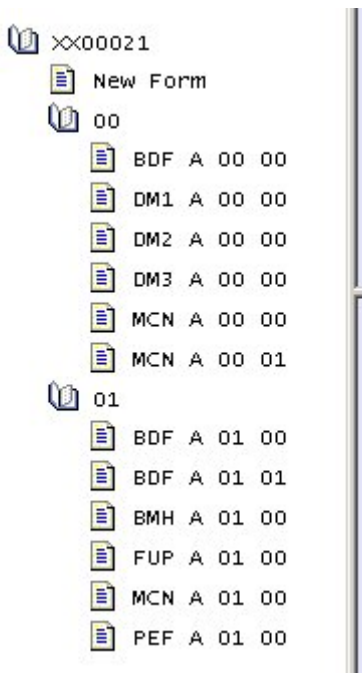 XX00021
New Form
00
BDF A 00 00
DM1 A 00 00
DM2 A 00 00
DM3 A 00 00
MCN A 00 00
MCN A 00 01
01
BDF A 01 00
BDF A 01 01
BMH A 01 00
FUP A 01 00
MCN A 01 00
PEF A 01 00